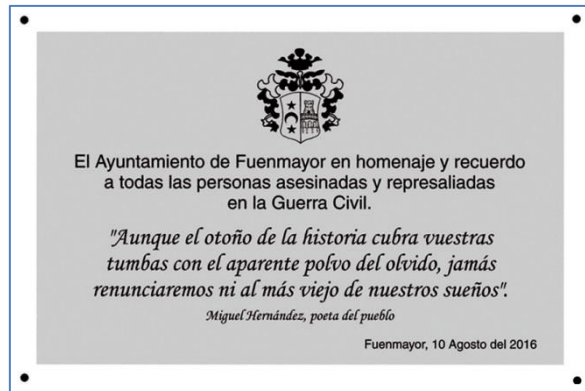 El Ayuntamiento de Fuenmayor en homenaje y recuerdo
a todas las personas asesinadas y represaliadas
en la Guerra Civil.
"Aunque el otoño de la historia cubra vuestras
tumbas con el aparente polvo del olvido, jamás
renunciaremos ni al más viejo de nuestros sueños".
Miguel Hernández, poeta del pueblo
Fuenmayor, 10 Agosto del 2016